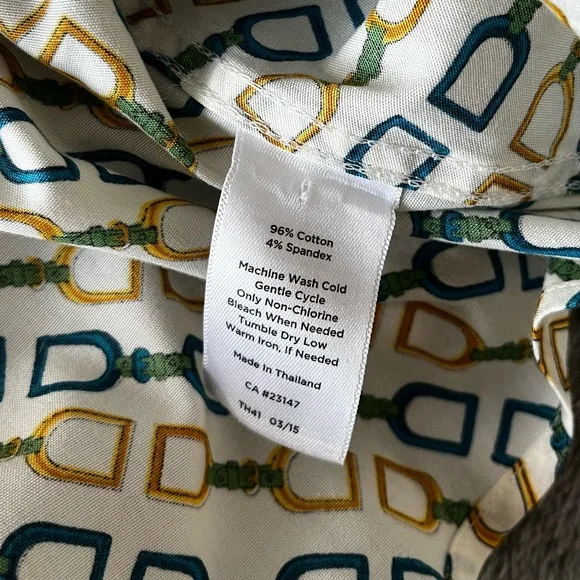 96% Cotton
4% Spandex
Machine Wash Cold
Gentle Cycle
Only Non-Chlorine
Bleach When Needed
Tumble Dry Low
Warm Iron, If Needed
Made in Thailand
CA #23147
TH41 03/15